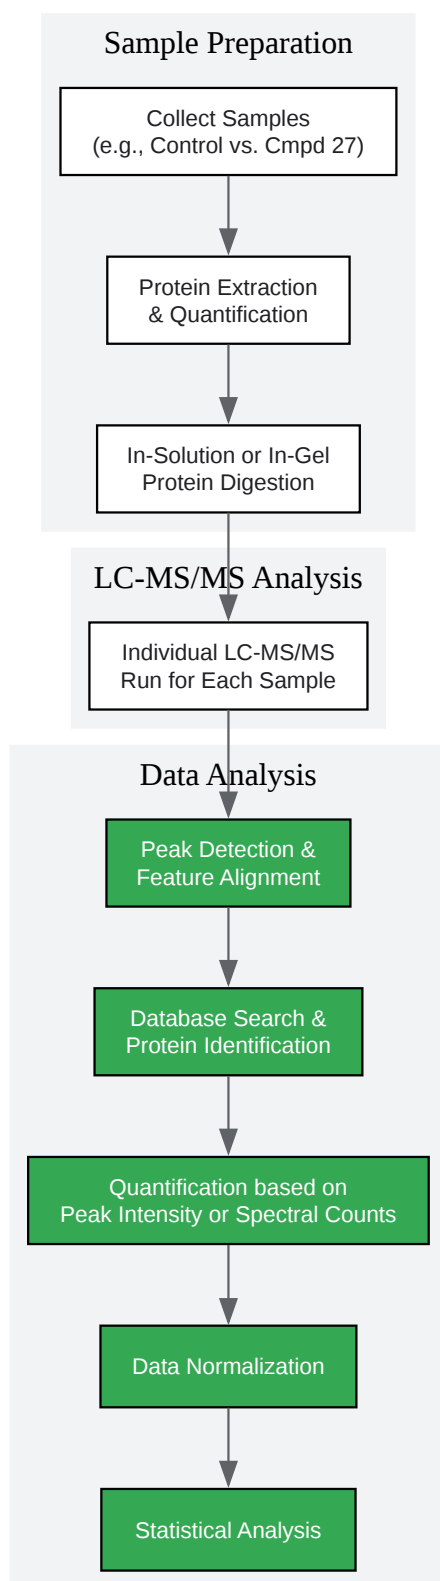 Sample Preparation
Collect Samples
(e.g., Control vs. Cmpd 27)
Protein Extraction
& Quantification
In-Solution or In-Gel
Protein Digestion
LC-MS/MS Analysis
Individual LC-MS/MS
Run for Each Sample
Data Analysis
Peak Detection &
Feature Alignment
Database Search &
Protein Identification
Quantification based on
Peak Intensity or Spectral Counts
Data Normalization
Statistical Analysis